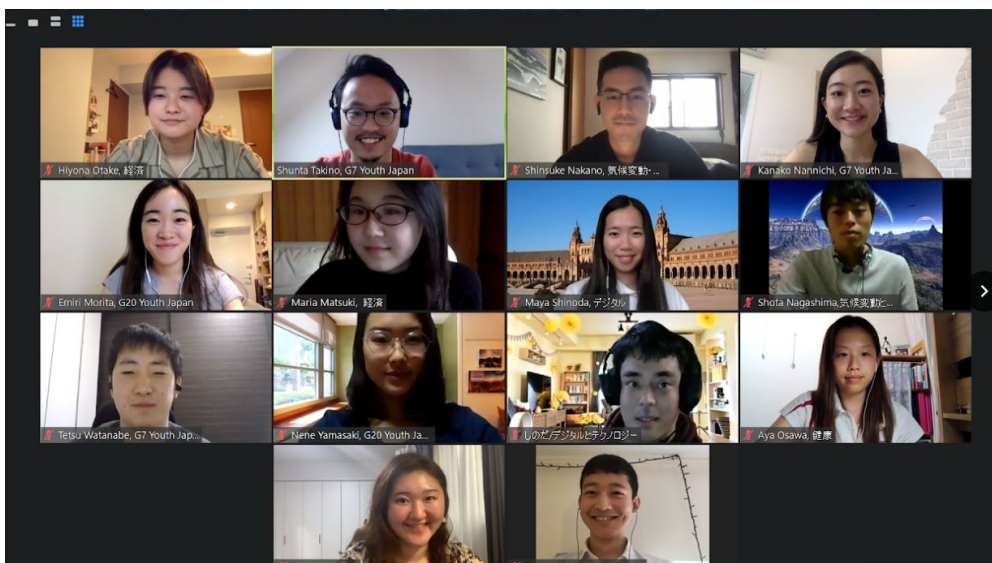 Hiyona Otake, 経済
Shunta Takino, G7 Youth Japan
Shinsuke Nakano, 気候変動・...
Kanako Nannichi, G7 Youth Ja...
Emiri Morita, G20 Youth Japan
Maria Matsuki, 経済
Maya Shinoda, デジタル
Shota Nagashima,気候変動と...
Tetsu Watanabe, G7 Youth Jap...
Nene Yamasaki, G20 Youth Ja...
しのだ/デジタルとテクノロジー
Aya Osawa, 健康